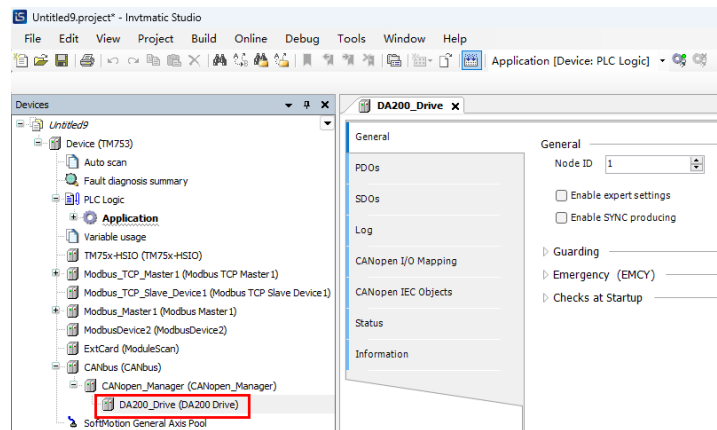 Untitled9.project* - Invtmatic Studio
File Edit View Project Build Online Debug Tools Window Help
Application [Device: PLC Logic]
Devices
Untitled9
Device (TM753)
Auto scan
Fault diagnosis summary
PLC Logic
Application
Variable usage
TM75x-HSIO (TM75x-HSIO)
Modbus_TCP_Master1 (Modbus TCP Master1)
Modbus_TCP_Slave_Device1 (Modbus TCP Slave Device1)
Modbus_Master1 (Modbus Master1)
ModbusDevice2 (ModbusDevice2)
ExtCard (ModuleScan)
CANbus (CANbus)
CANopen_Manager (CANopen_Manager)
DA200_Drive (DA200 Drive)
SoftMotion General Axis Pool
DA200_Drive
General
PDOs
SDOs
Log
CANopen I/O Mapping
CANopen IEC Objects
Status
Information
General
Node ID 1
Enable expert settings
Enable SYNC producing
Guarding
Emergency (EMCY)
Checks at Startup